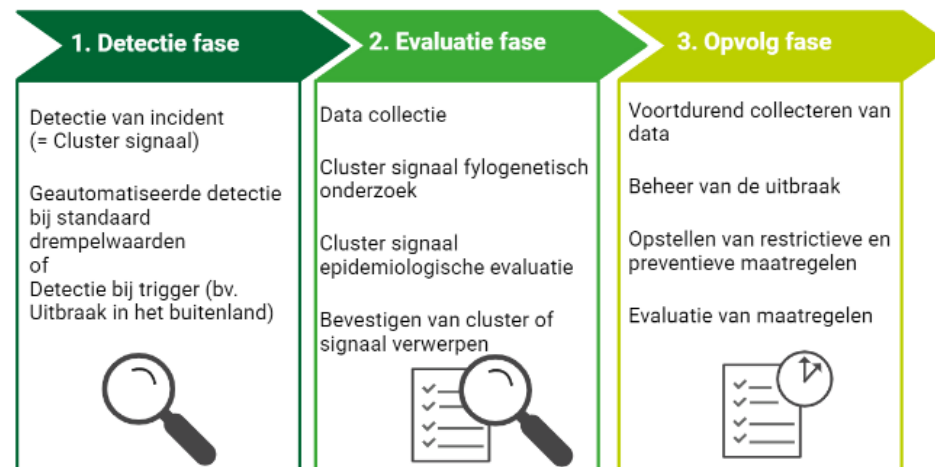 1. Detectie fase
Detectie van incident
(= Cluster signaal)
Geautomatiseerde detectie
bij standaard
drempelwaarden
of
Detectie bij trigger (bv.
Uitbraak in het buitenland)
2. Evaluatie fase
Data collectie
Cluster signaal fylogenetisch
onderzoek
Cluster signaal
epidemiologische evaluatie
Bevestigen van cluster of
signaal verwerpen
3. Opvolg fase
Voortdurend collecteren van
data
Beheer van de uitbraak
Opstellen van restrictieve en
preventieve maatregelen
Evaluatie van maatregelen